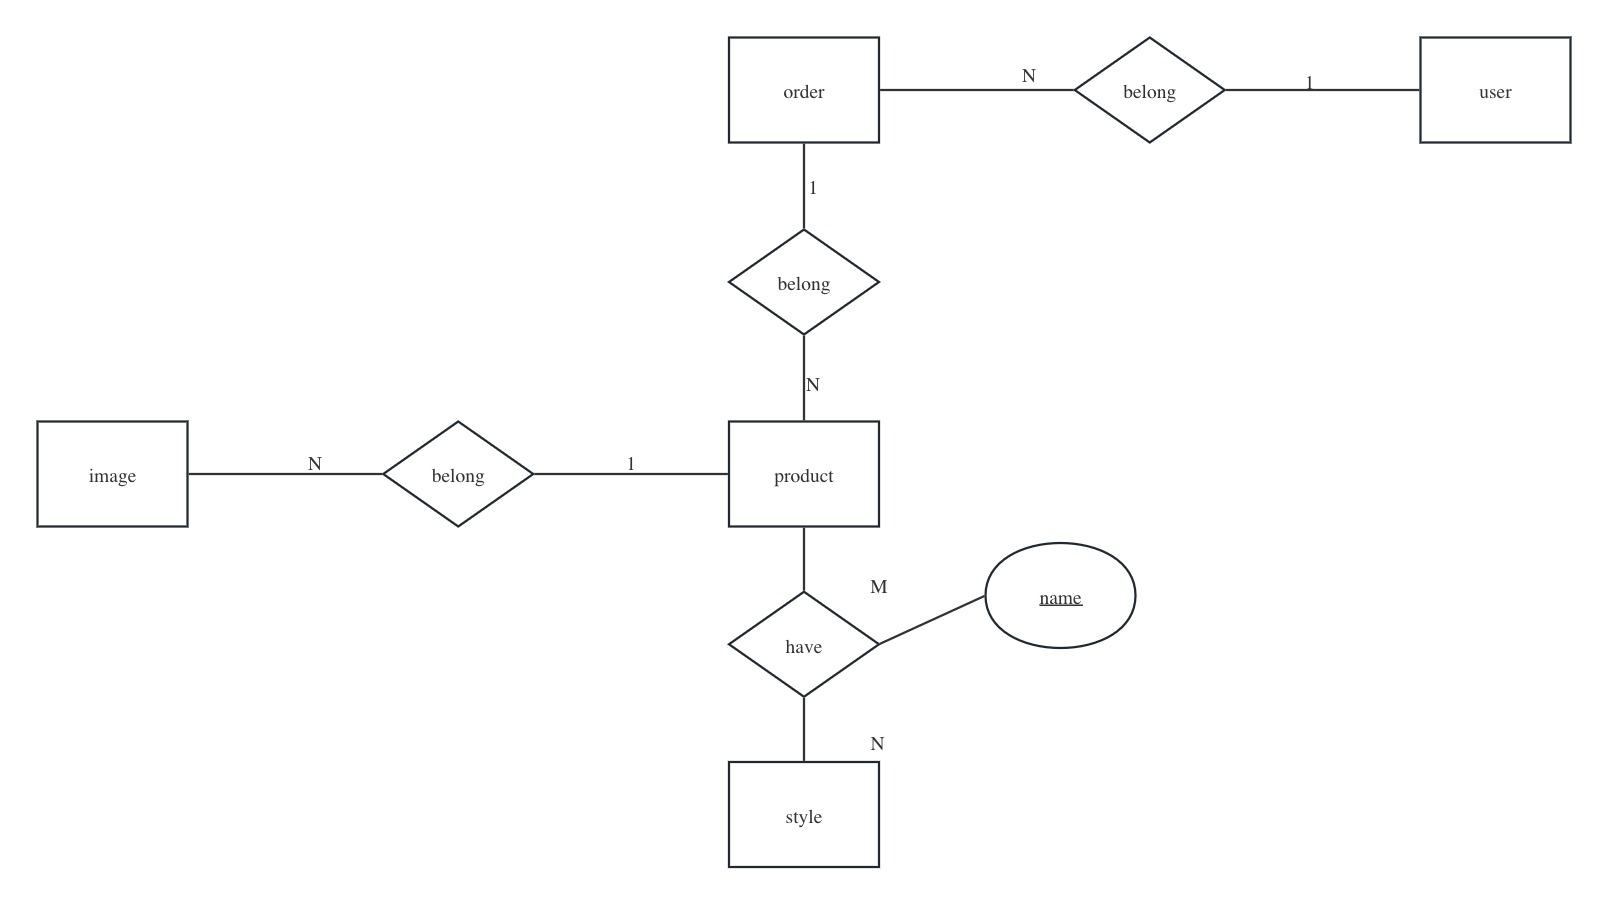 order
N
belong
1
user
1
belong
N
image
N
belong
1
product
M
name
have
N
style